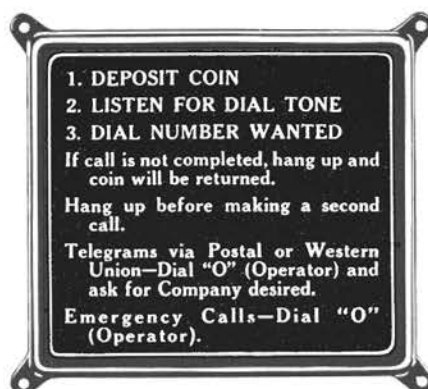 1. DEPOSIT COIN
2. LISTEN FOR DIAL TONE
3. DIAL NUMBER WANTED
If call is not completed, hang up and
coin will be returned.
Hang up before making a second
call.
Telegrams via Postal or Western
Union—Dial “O” (Operator) and
ask for Company desired.
Emergency Calls—Dial “O”
(Operator).